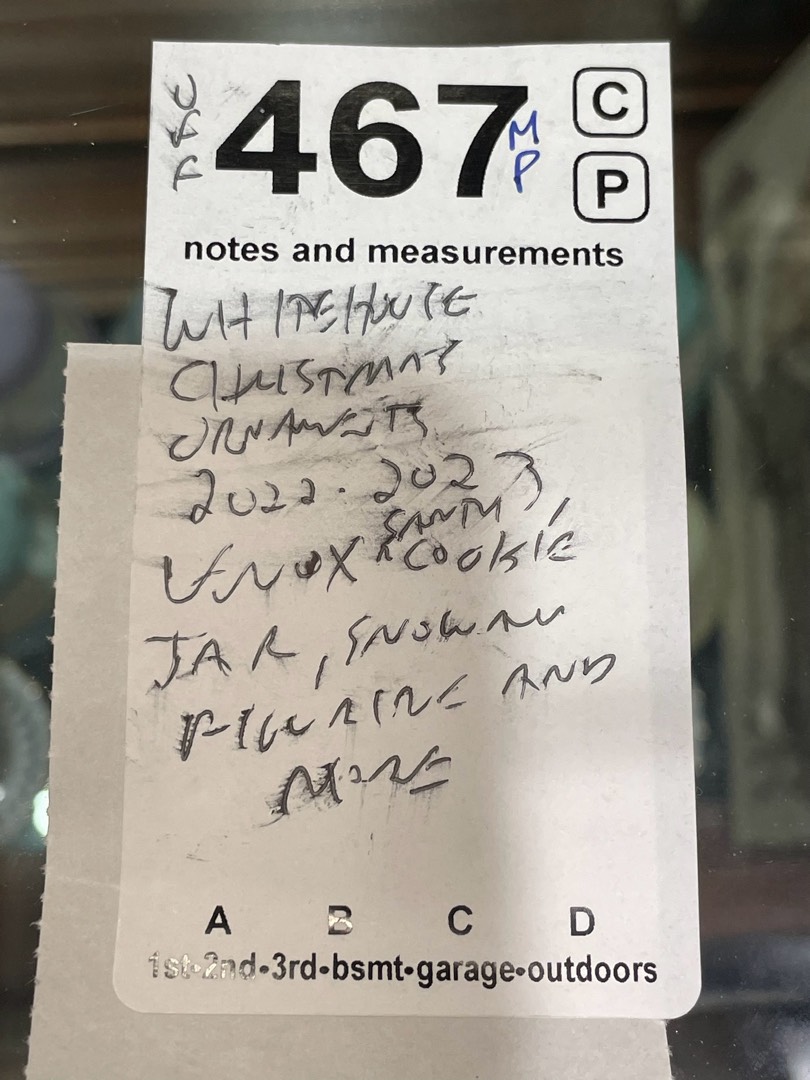 467
M
P
C
P
notes and measurements
WHITEHOUSE
CHRISTMAS
ORNAMENTS
2022-2023,
LENOX SANTA COOKIE
JAR, SNOWMAN
FIGURINE AND
MORE
A B C D
1st•2nd•3rd•bsmt•garage•outdoors